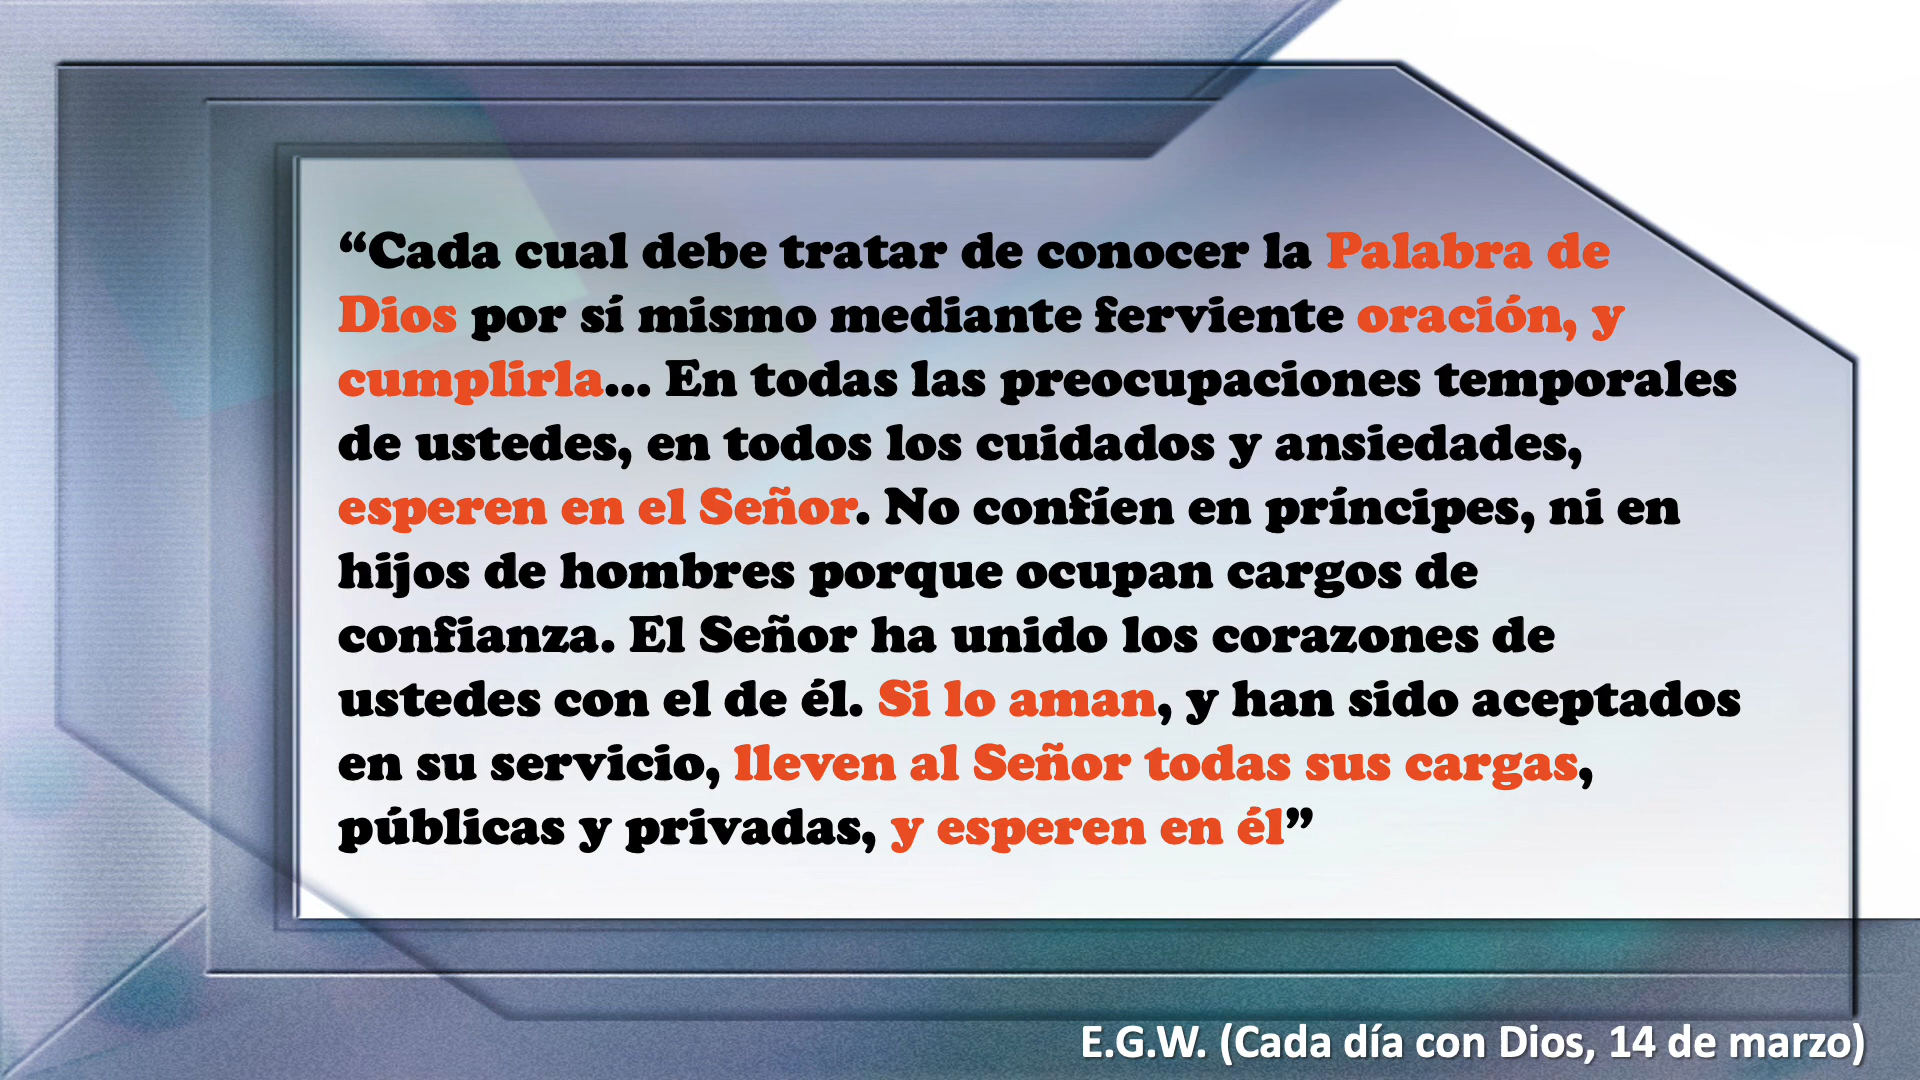 “Cada cual debe tratar de conocer la Palabra de
Dios por sí mismo mediante ferviente oración, y
cumplirla… En todas las preocupaciones temporales
de ustedes, en todos los cuidados y ansiedades,
esperen en el Señor. No confíen en príncipes, ni en
hijos de hombres porque ocupan cargos de
confianza. El Señor ha unido los corazones de
ustedes con el de él. Si lo aman, y han sido aceptados
en su servicio, lleven al Señor todas sus cargas,
públicas y privadas, y esperen en él”
E.G.W. (Cada día con Dios, 14 de marzo)